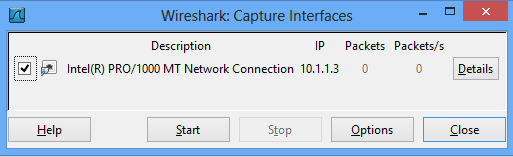 Wireshark: Capture Interfaces
Description IP Packets Packets/s
Intel(R) PRO/1000 MT Network Connection 10.1.1.3 0 0 Details
Help Start Stop Options Close